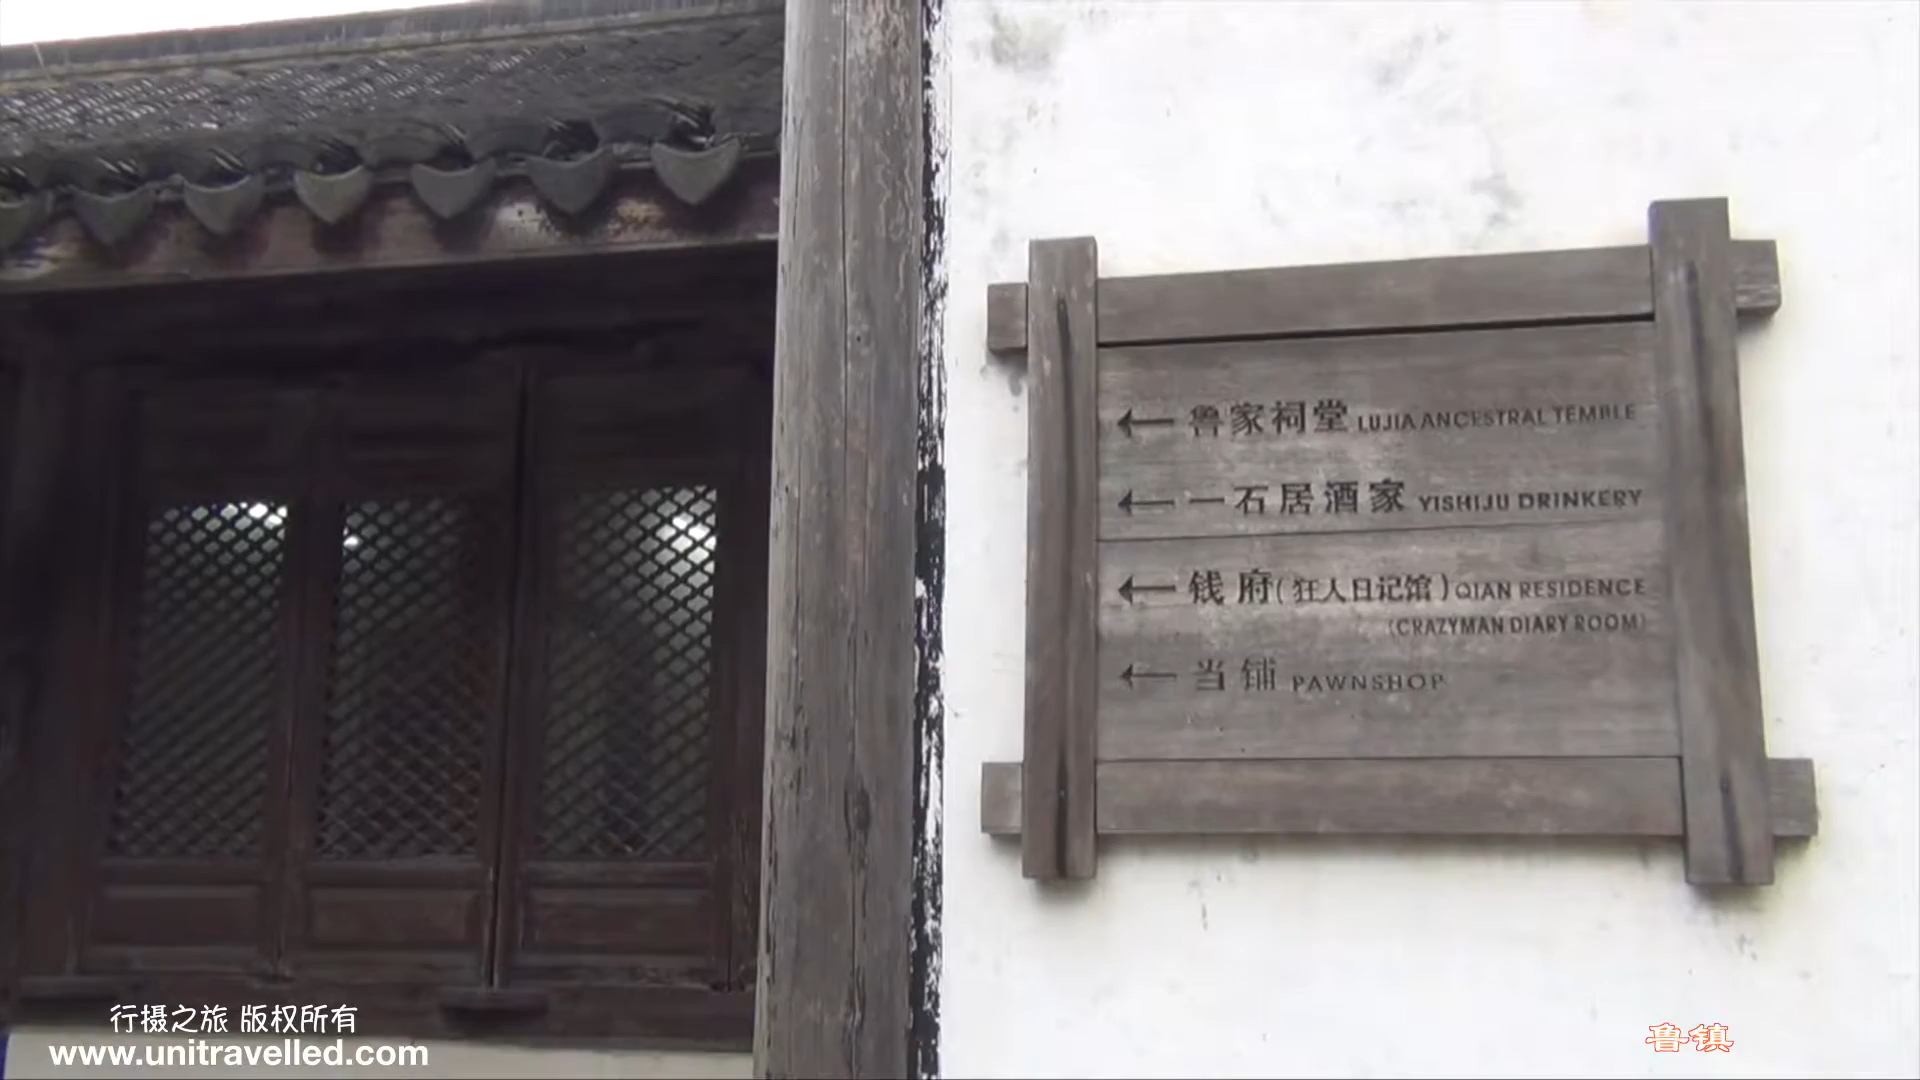 鲁家祠堂 LUJIA ANCESTRAL TEMBLE
一石居酒家 YISHIJU DRINKERY
钱府(狂人日记馆) QIAN RESIDENCE
(CRAZYMAN DIARY ROOM)
当铺 PAWNSHOP
行摄之旅 版权所有
www.unitravelled.com
鲁镇